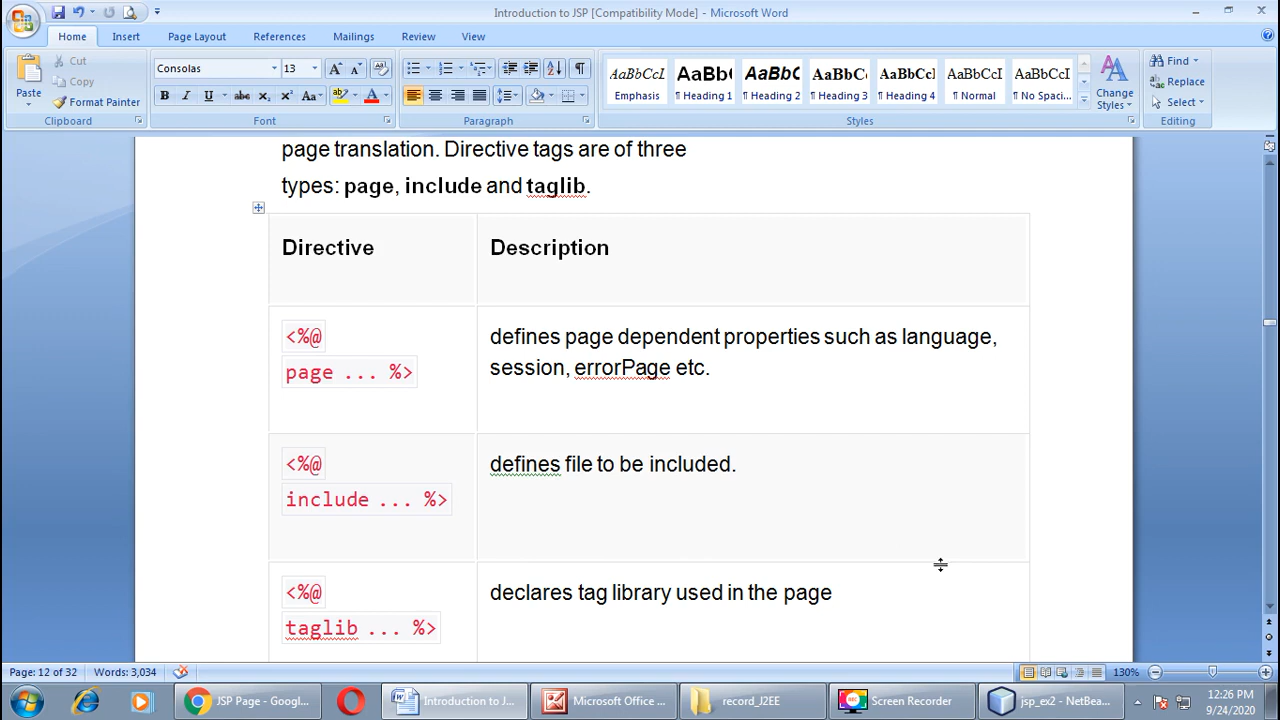 Introduction to JSP [Compatibility Mode] - Microsoft Word
Home Insert Page Layout References Mailings Review View
Paste
Cut
Copy
Format Painter
Clipboard
Consolas 13
B I U abc X₂ X² Aa
Font
Paragraph
AaBbCcI AaBb( AaBbC AaBbC: AaBbCcI AaBbCcI AaBbCcI
Emphasis ¶ Heading 1 ¶ Heading 2 ¶ Heading 3 ¶ Heading 4 ¶ Normal ¶ No Spaci...
Styles
Change
Styles
Find
Replace
Select
Editing
page translation. Directive tags are of three
types: page, include and taglib.
Directive Description
<%@
page ... %>
defines page dependent properties such as language,
session, errorPage etc.
<%@
include ... %>
defines file to be included.
<%@
taglib ... %>
declares tag library used in the page
Page: 12 of 32 Words: 3,034 130%
JSP Page - Googl... Introduction to J... Microsoft Office ... record_J2EE Screen Recorder jsp_ex2 - NetBea...
12:26 PM
9/24/2020